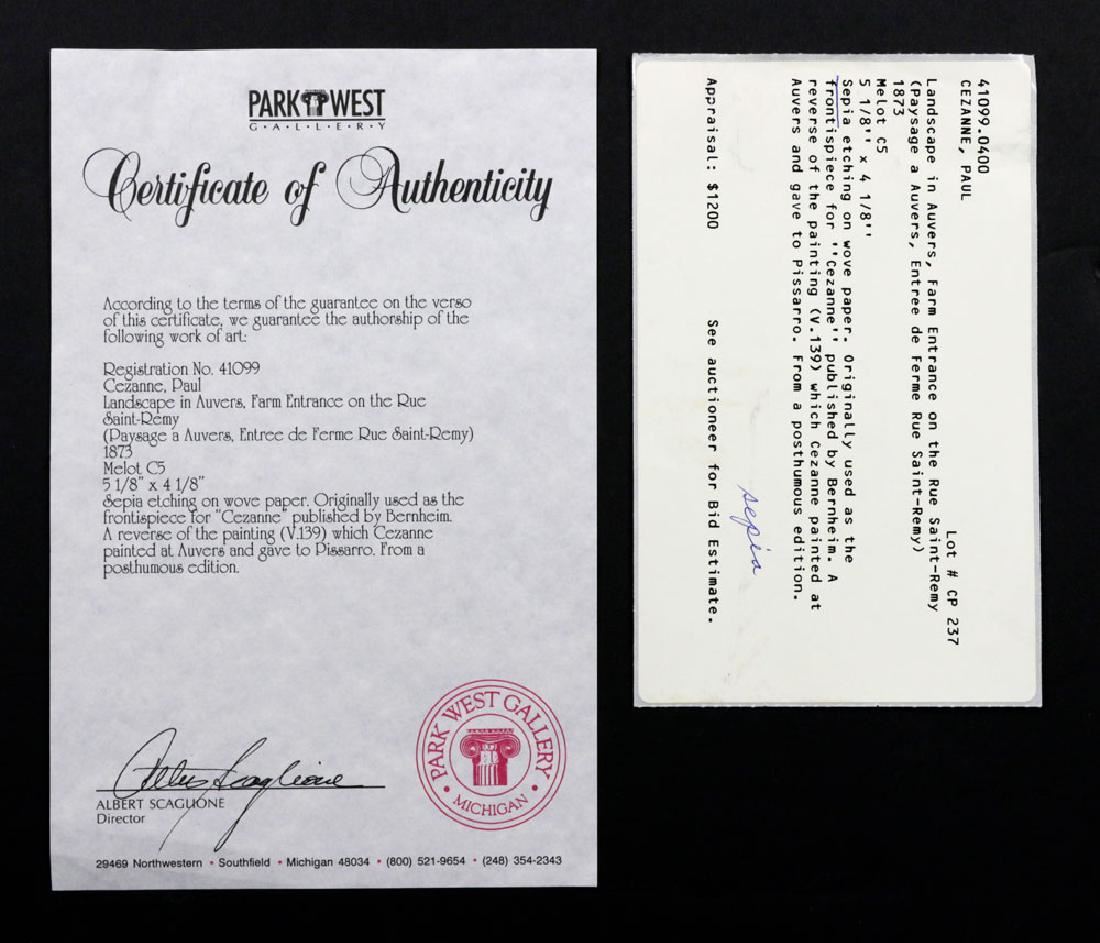 PARK WEST
G·A·L·L·E·R·Y
Certificate of Authenticity
According to the terms of the guarantee on the verso
of this certificate, we guarantee the authorship of the
following work of art:
Registration No. 41099
Cezanne, Paul
Landscape in Auvers, Farm Entrance on the Rue
Saint-Remy
(Paysage a Auvers, Entree de Ferme Rue Saint-Remy)
1873
Melot C5
5 1/8" x 4 1/8"
Sepia etching on wove paper. Originally used as the
frontispiece for "Cezanne" published by Bernheim.
A reverse of the painting (V.139) which Cezanne
painted at Auvers and gave to Pissarro. From a
posthumous edition.
Albert Scaglione
ALBERT SCAGLIONE
Director
PARK WEST GALLERY
• MICHIGAN •
29469 Northwestern • Southfield • Michigan 48034 • (800) 521-9654 • (248) 354-2343
41099.0400 Lot # CP 237
CEZANNE, PAUL
Landscape in Auvers, Farm Entrance on the Rue Saint-Remy
(Paysage a Auvers, Entree de Ferme Rue Saint-Remy)
1873
Melot C5
5 1/8'' x 4 1/8''
Sepia etching on wove paper. Originally used as the
frontispiece for ''Cezanne'' published by Bernheim. A
reverse of the painting (V.139) which Cezanne painted at
Auvers and gave to Pissarro. From a posthumous edition.
sepia
Appraisal: $1200 See auctioneer for Bid Estimate.